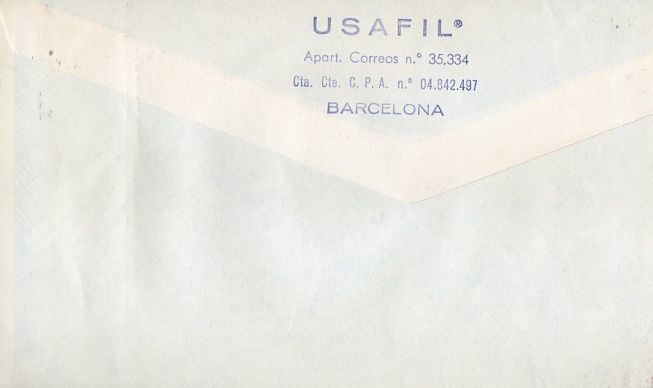 USAFIL®
Apart. Correos n.º 35.334
Cta. Cte. C. P. A. n.º 04.842.497
BARCELONA